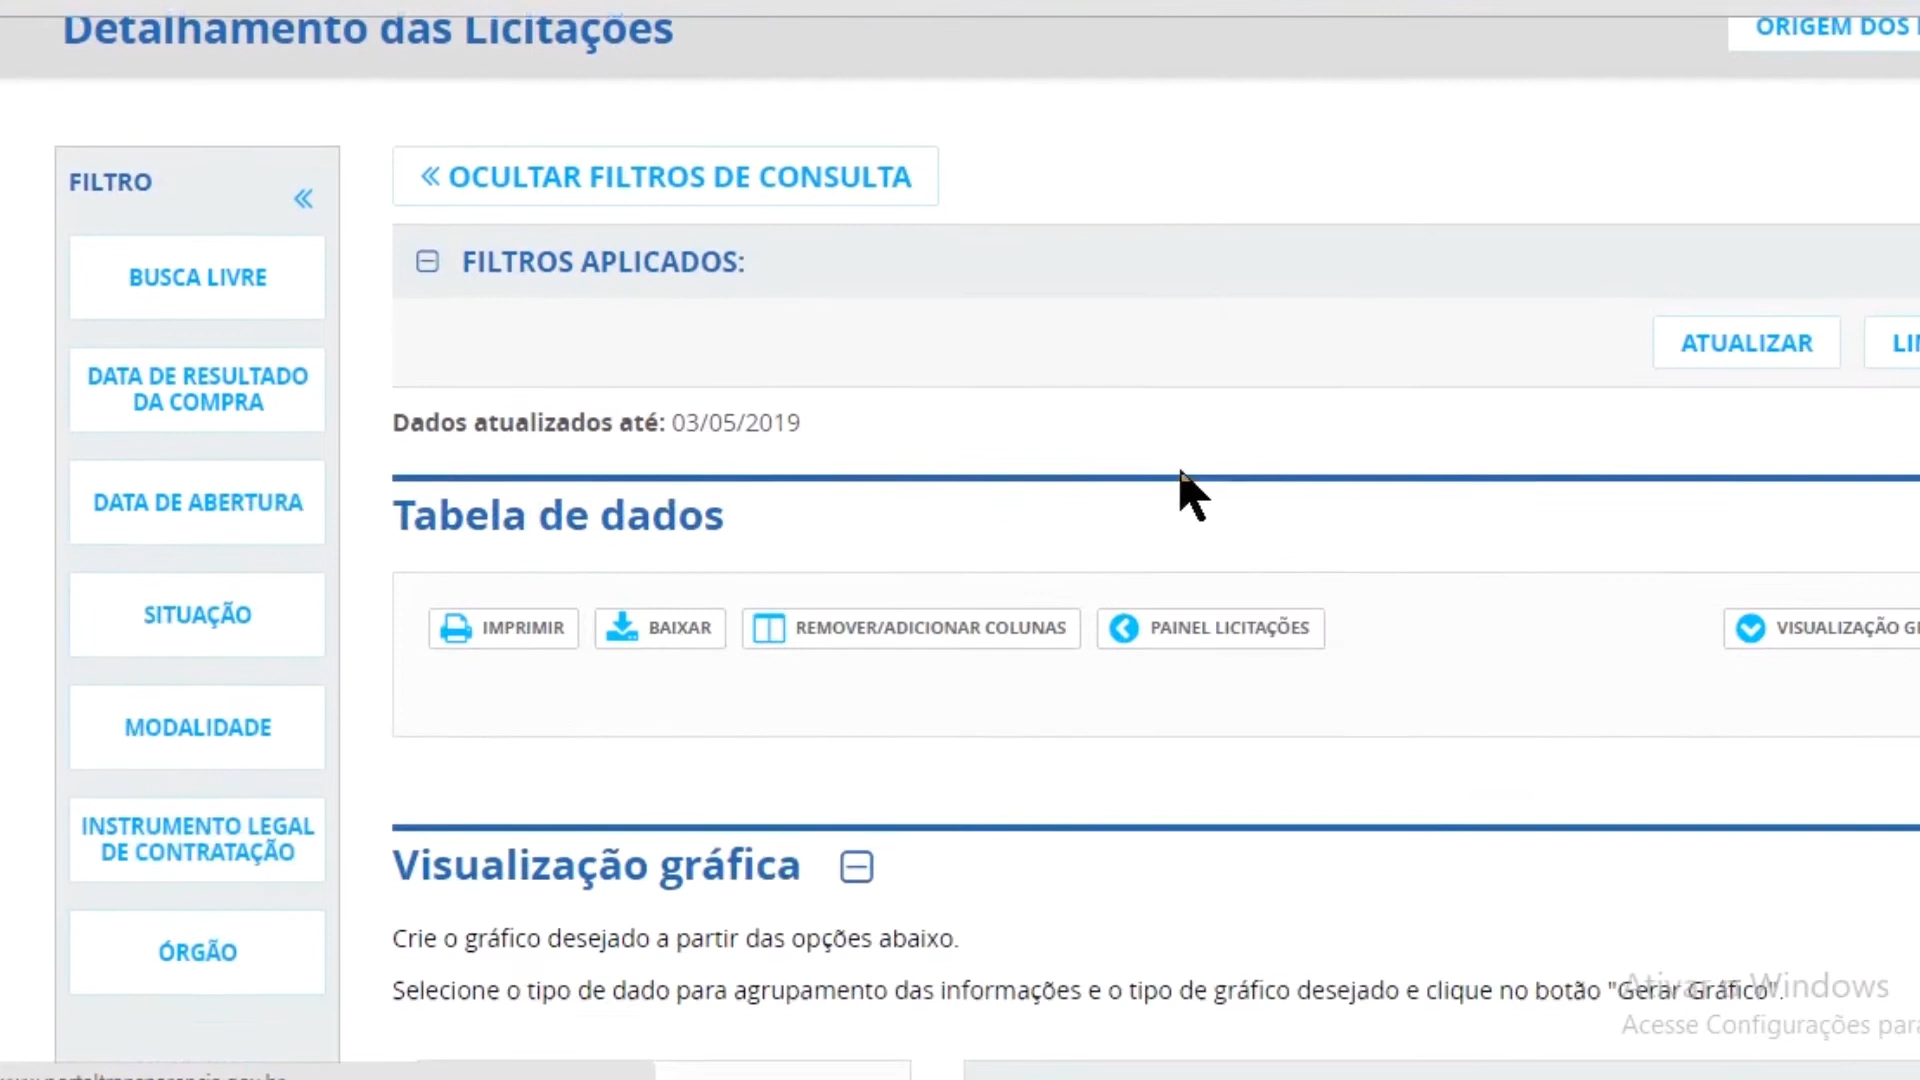 Detalhamento das Licitações
ORIGEM DOS
FILTRO
BUSCA LIVRE
DATA DE RESULTADO
DA COMPRA
DATA DE ABERTURA
SITUAÇÃO
MODALIDADE
INSTRUMENTO LEGAL
DE CONTRATAÇÃO
ÓRGÃO
OCULTAR FILTROS DE CONSULTA
FILTROS APLICADOS:
ATUALIZAR
Dados atualizados até: 03/05/2019
Tabela de dados
IMPRIMIR
BAIXAR
REMOVER/ADICIONAR COLUNAS
PAINEL LICITAÇÕES
VISUALIZAÇÃO
Visualização gráfica
Crie o gráfico desejado a partir das opções abaixo.
Selecione o tipo de dado para agrupamento das informações e o tipo de gráfico desejado e clique no botão "Gerar Gráfico".
Ativar o Windows
Acesse Configurações para